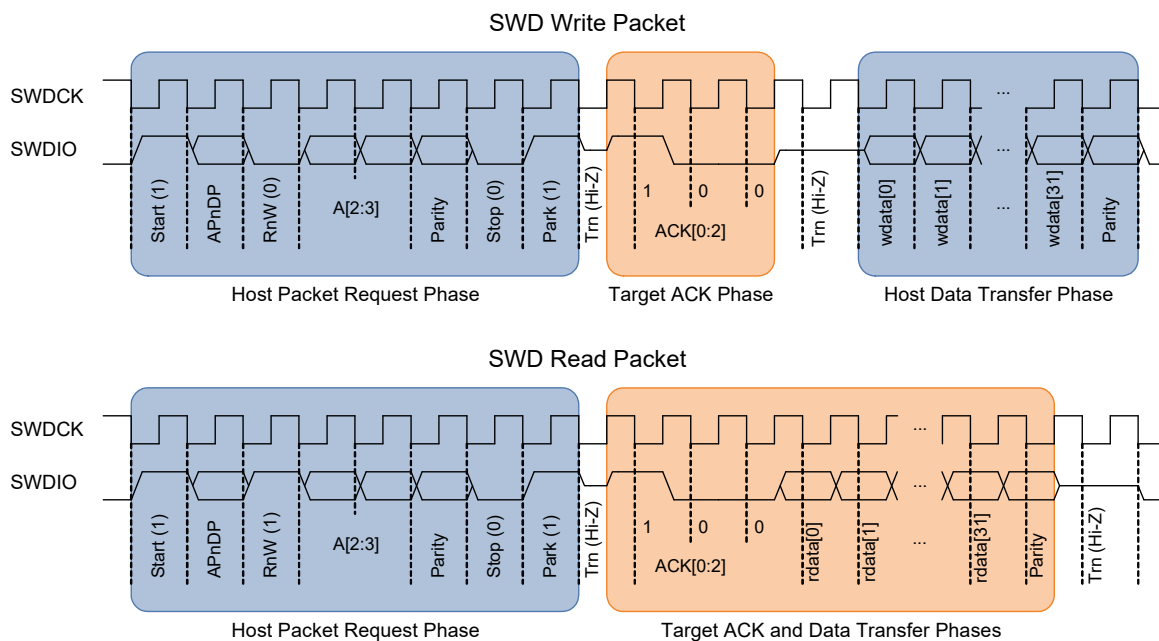 SWD Write Packet
SWDCK
...
SWDIO
...
Start (1)
APnDP
RnW (0)
A[2:3]
Parity
Stop (0)
Park (1)
Trn (Hi-Z)
1
0
0
ACK[0:2]
Trn (Hi-Z)
wdata[0]
wdata[1]
...
wdata[31]
Parity
Host Packet Request Phase
Target ACK Phase
Host Data Transfer Phase
SWD Read Packet
SWDCK
...
SWDIO
...
Start (1)
APnDP
RnW (1)
A[2:3]
Parity
Stop (0)
Park (1)
Trn (Hi-Z)
1
0
0
ACK[0:2]
rdata[0]
rdata[1]
...
rdata[31]
Parity
Trn (Hi-Z)
Host Packet Request Phase
Target ACK and Data Transfer Phases